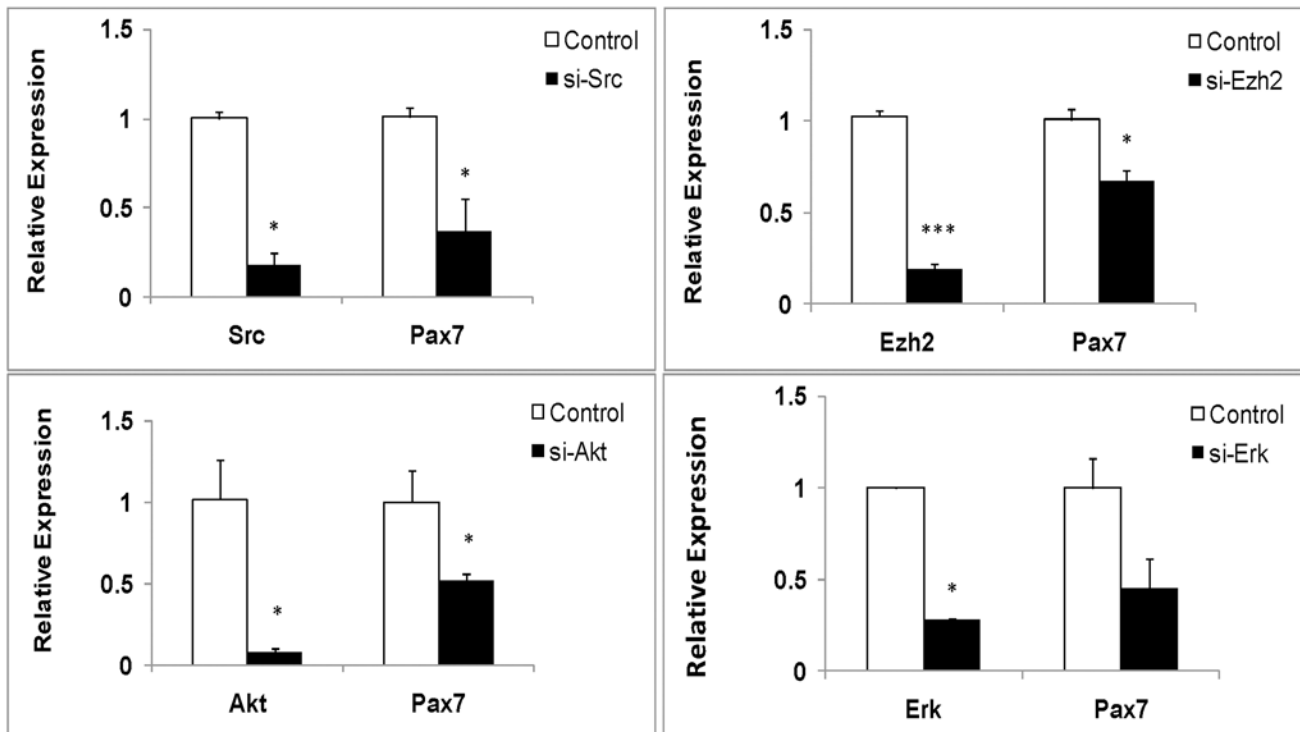 Relative Expression
1.5
1
0.5
0
Control
si-Src
*
*
Src Pax7
Relative Expression
1.5
1
0.5
0
Control
si-Ezh2
***
*
Ezh2 Pax7
Relative Expression
1.5
1
0.5
0
Control
si-Akt
*
*
Akt Pax7
Relative Expression
1.5
1
0.5
0
Control
si-Erk
*
Erk Pax7